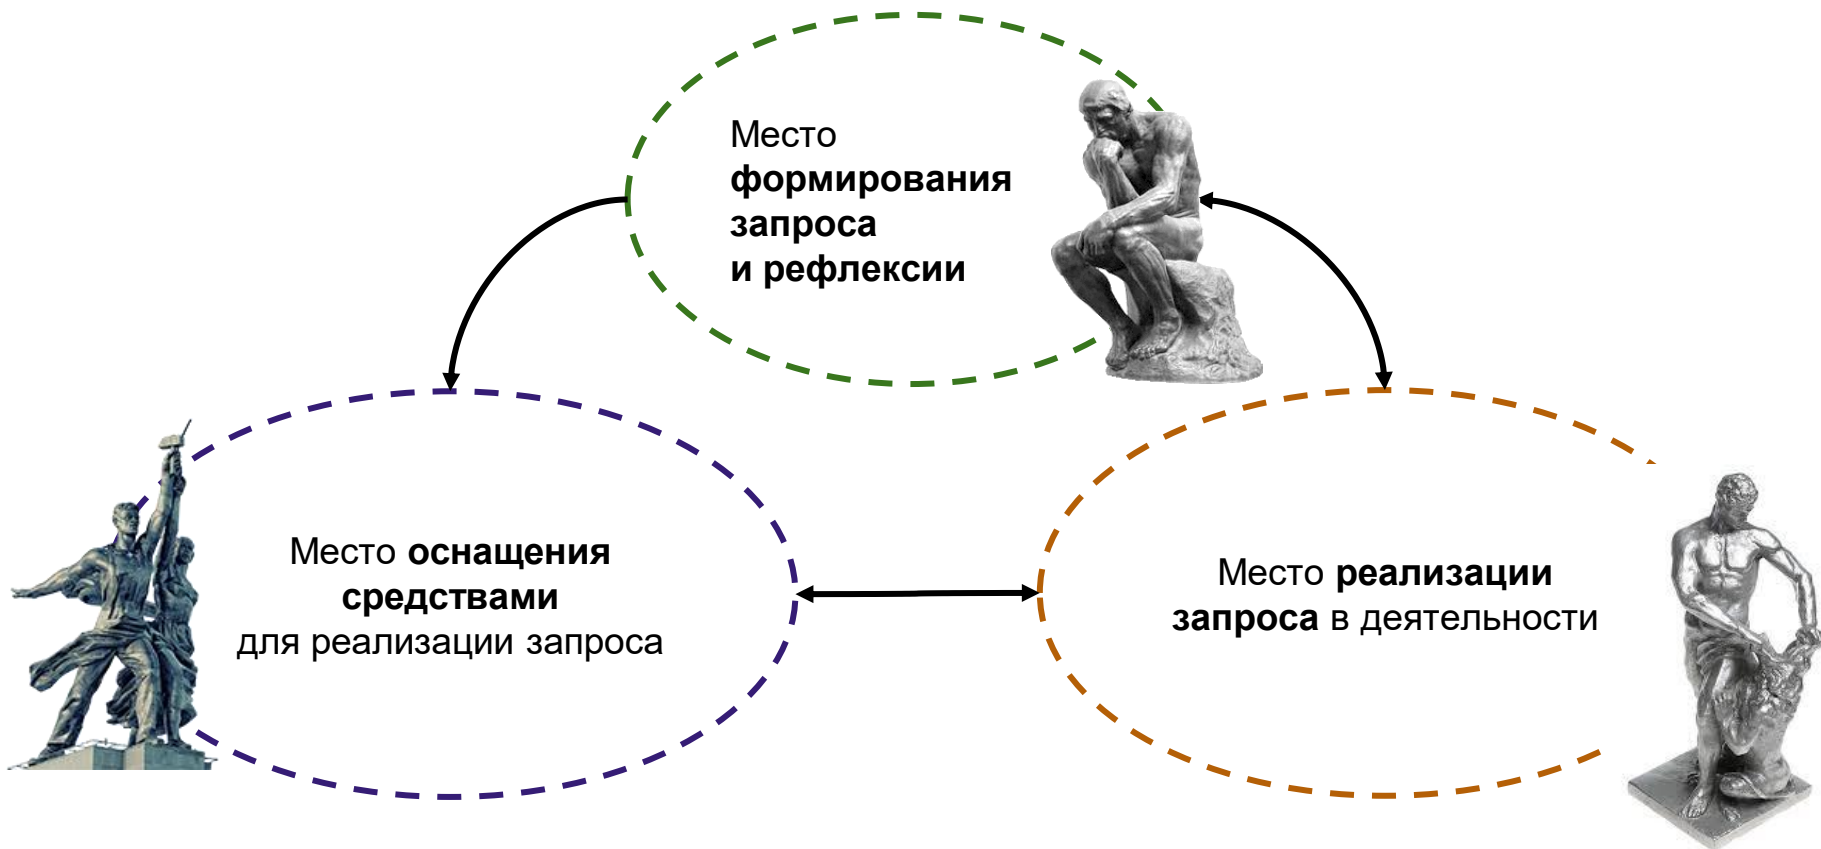 Место
формирования
запроса
и рефлексии
Место оснащения
средствами
для реализации запроса
Место реализации
запроса в деятельности